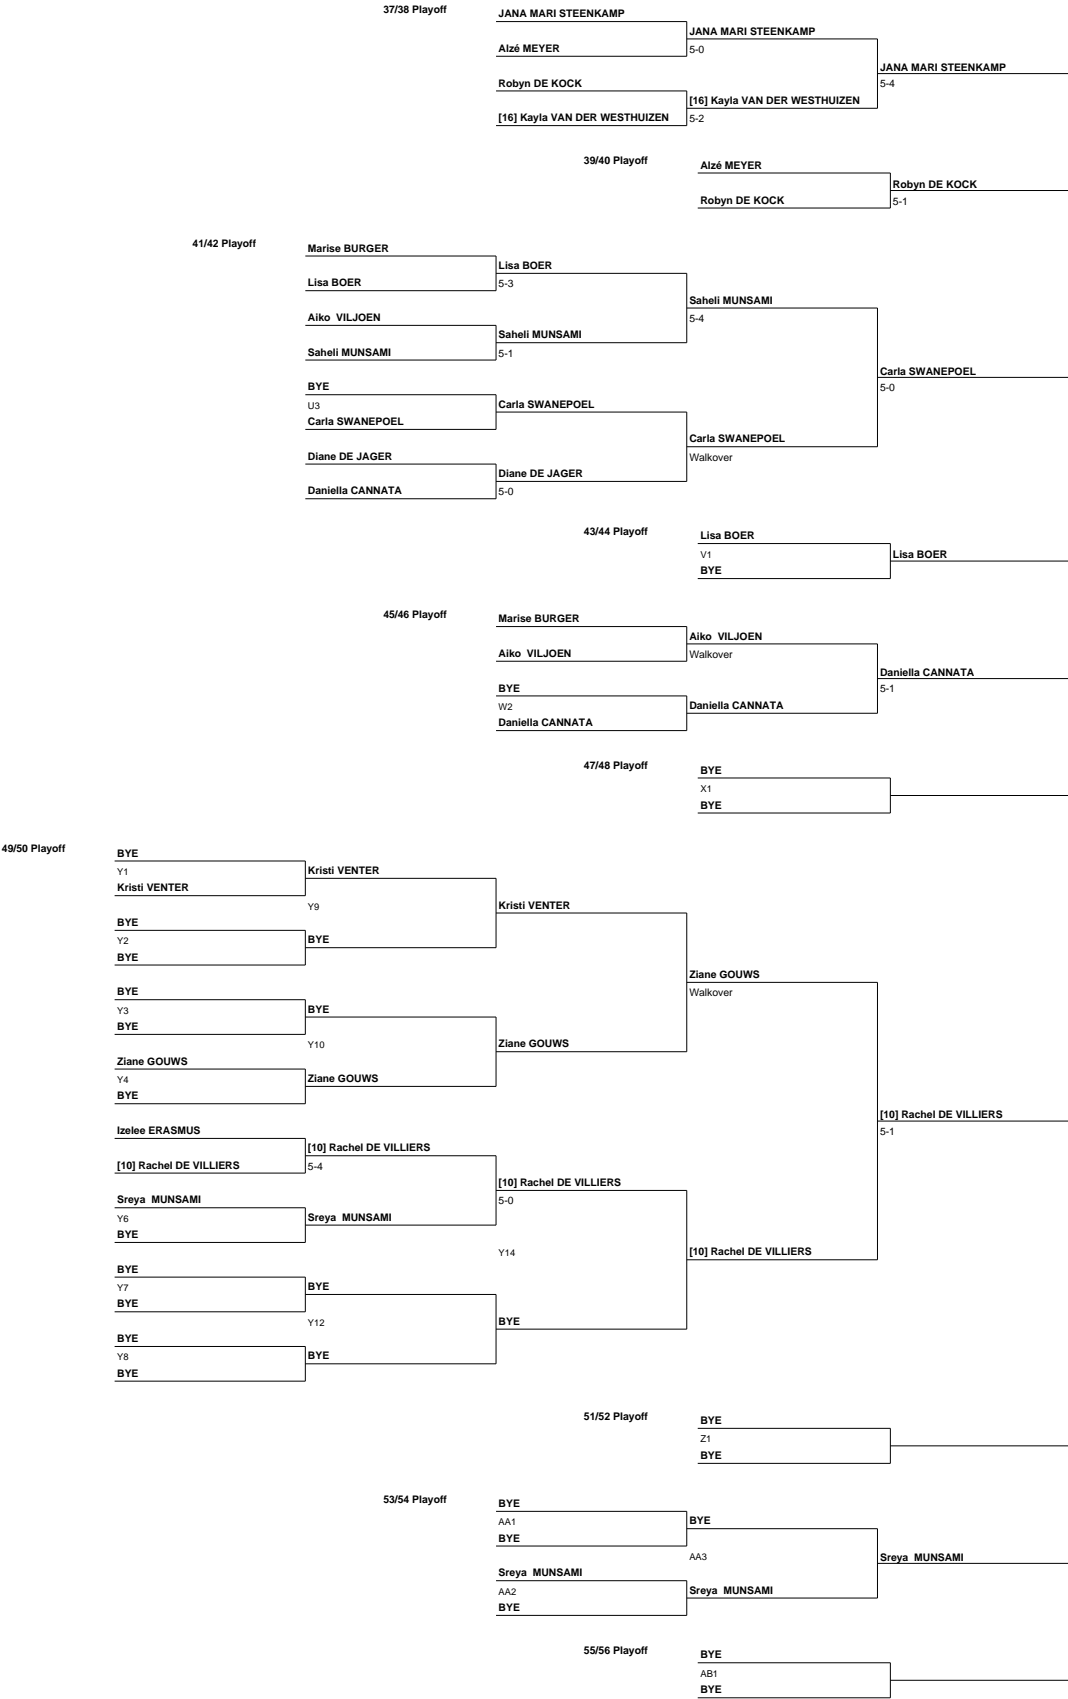 37/38 Playoff
JANA MARI STEENKAMP
JANA MARI STEENKAMP
Alzé MEYER
5-0
JANA MARI STEENKAMP
5-4
Robyn DE KOCK
[16] Kayla VAN DER WESTHUIZEN
[16] Kayla VAN DER WESTHUIZEN
5-2
39/40 Playoff
Alzé MEYER
Robyn DE KOCK
Robyn DE KOCK
5-1
41/42 Playoff
Marise BURGER
Lisa BOER
Lisa BOER
5-3
Saheli MUNSAMI
5-4
Aiko VILJOEN
Saheli MUNSAMI
Saheli MUNSAMI
5-1
Carla SWANEPOEL
5-0
BYE
U3
Carla SWANEPOEL
Carla SWANEPOEL
Carla SWANEPOEL
Walkover
Diane DE JAGER
Diane DE JAGER
Daniella CANNATA
5-0
43/44 Playoff
Lisa BOER
V1
Lisa BOER
BYE
45/46 Playoff
Marise BURGER
Aiko VILJOEN
Aiko VILJOEN
Walkover
Daniella CANNATA
5-1
BYE
W2
Daniella CANNATA
Daniella CANNATA
47/48 Playoff
BYE
X1
BYE
49/50 Playoff
BYE
Y1
Kristi VENTER
Kristi VENTER
Y9
Kristi VENTER
BYE
Y2
BYE
BYE
Ziane GOUWS
Walkover
BYE
Y3
BYE
BYE
Y10
Ziane GOUWS
Ziane GOUWS
Y4
Ziane GOUWS
BYE
[10] Rachel DE VILLIERS
5-1
Izelee ERASMUS
[10] Rachel DE VILLIERS
[10] Rachel DE VILLIERS
5-4
[10] Rachel DE VILLIERS
5-0
Sreya MUNSAMI
Y6
Sreya MUNSAMI
BYE
Y14
[10] Rachel DE VILLIERS
BYE
Y7
BYE
BYE
Y12
BYE
BYE
Y8
BYE
BYE
51/52 Playoff
BYE
Z1
BYE
53/54 Playoff
BYE
AA1
BYE
BYE
AA3
Sreya MUNSAMI
Sreya MUNSAMI
AA2
Sreya MUNSAMI
BYE
55/56 Playoff
BYE
AB1
BYE